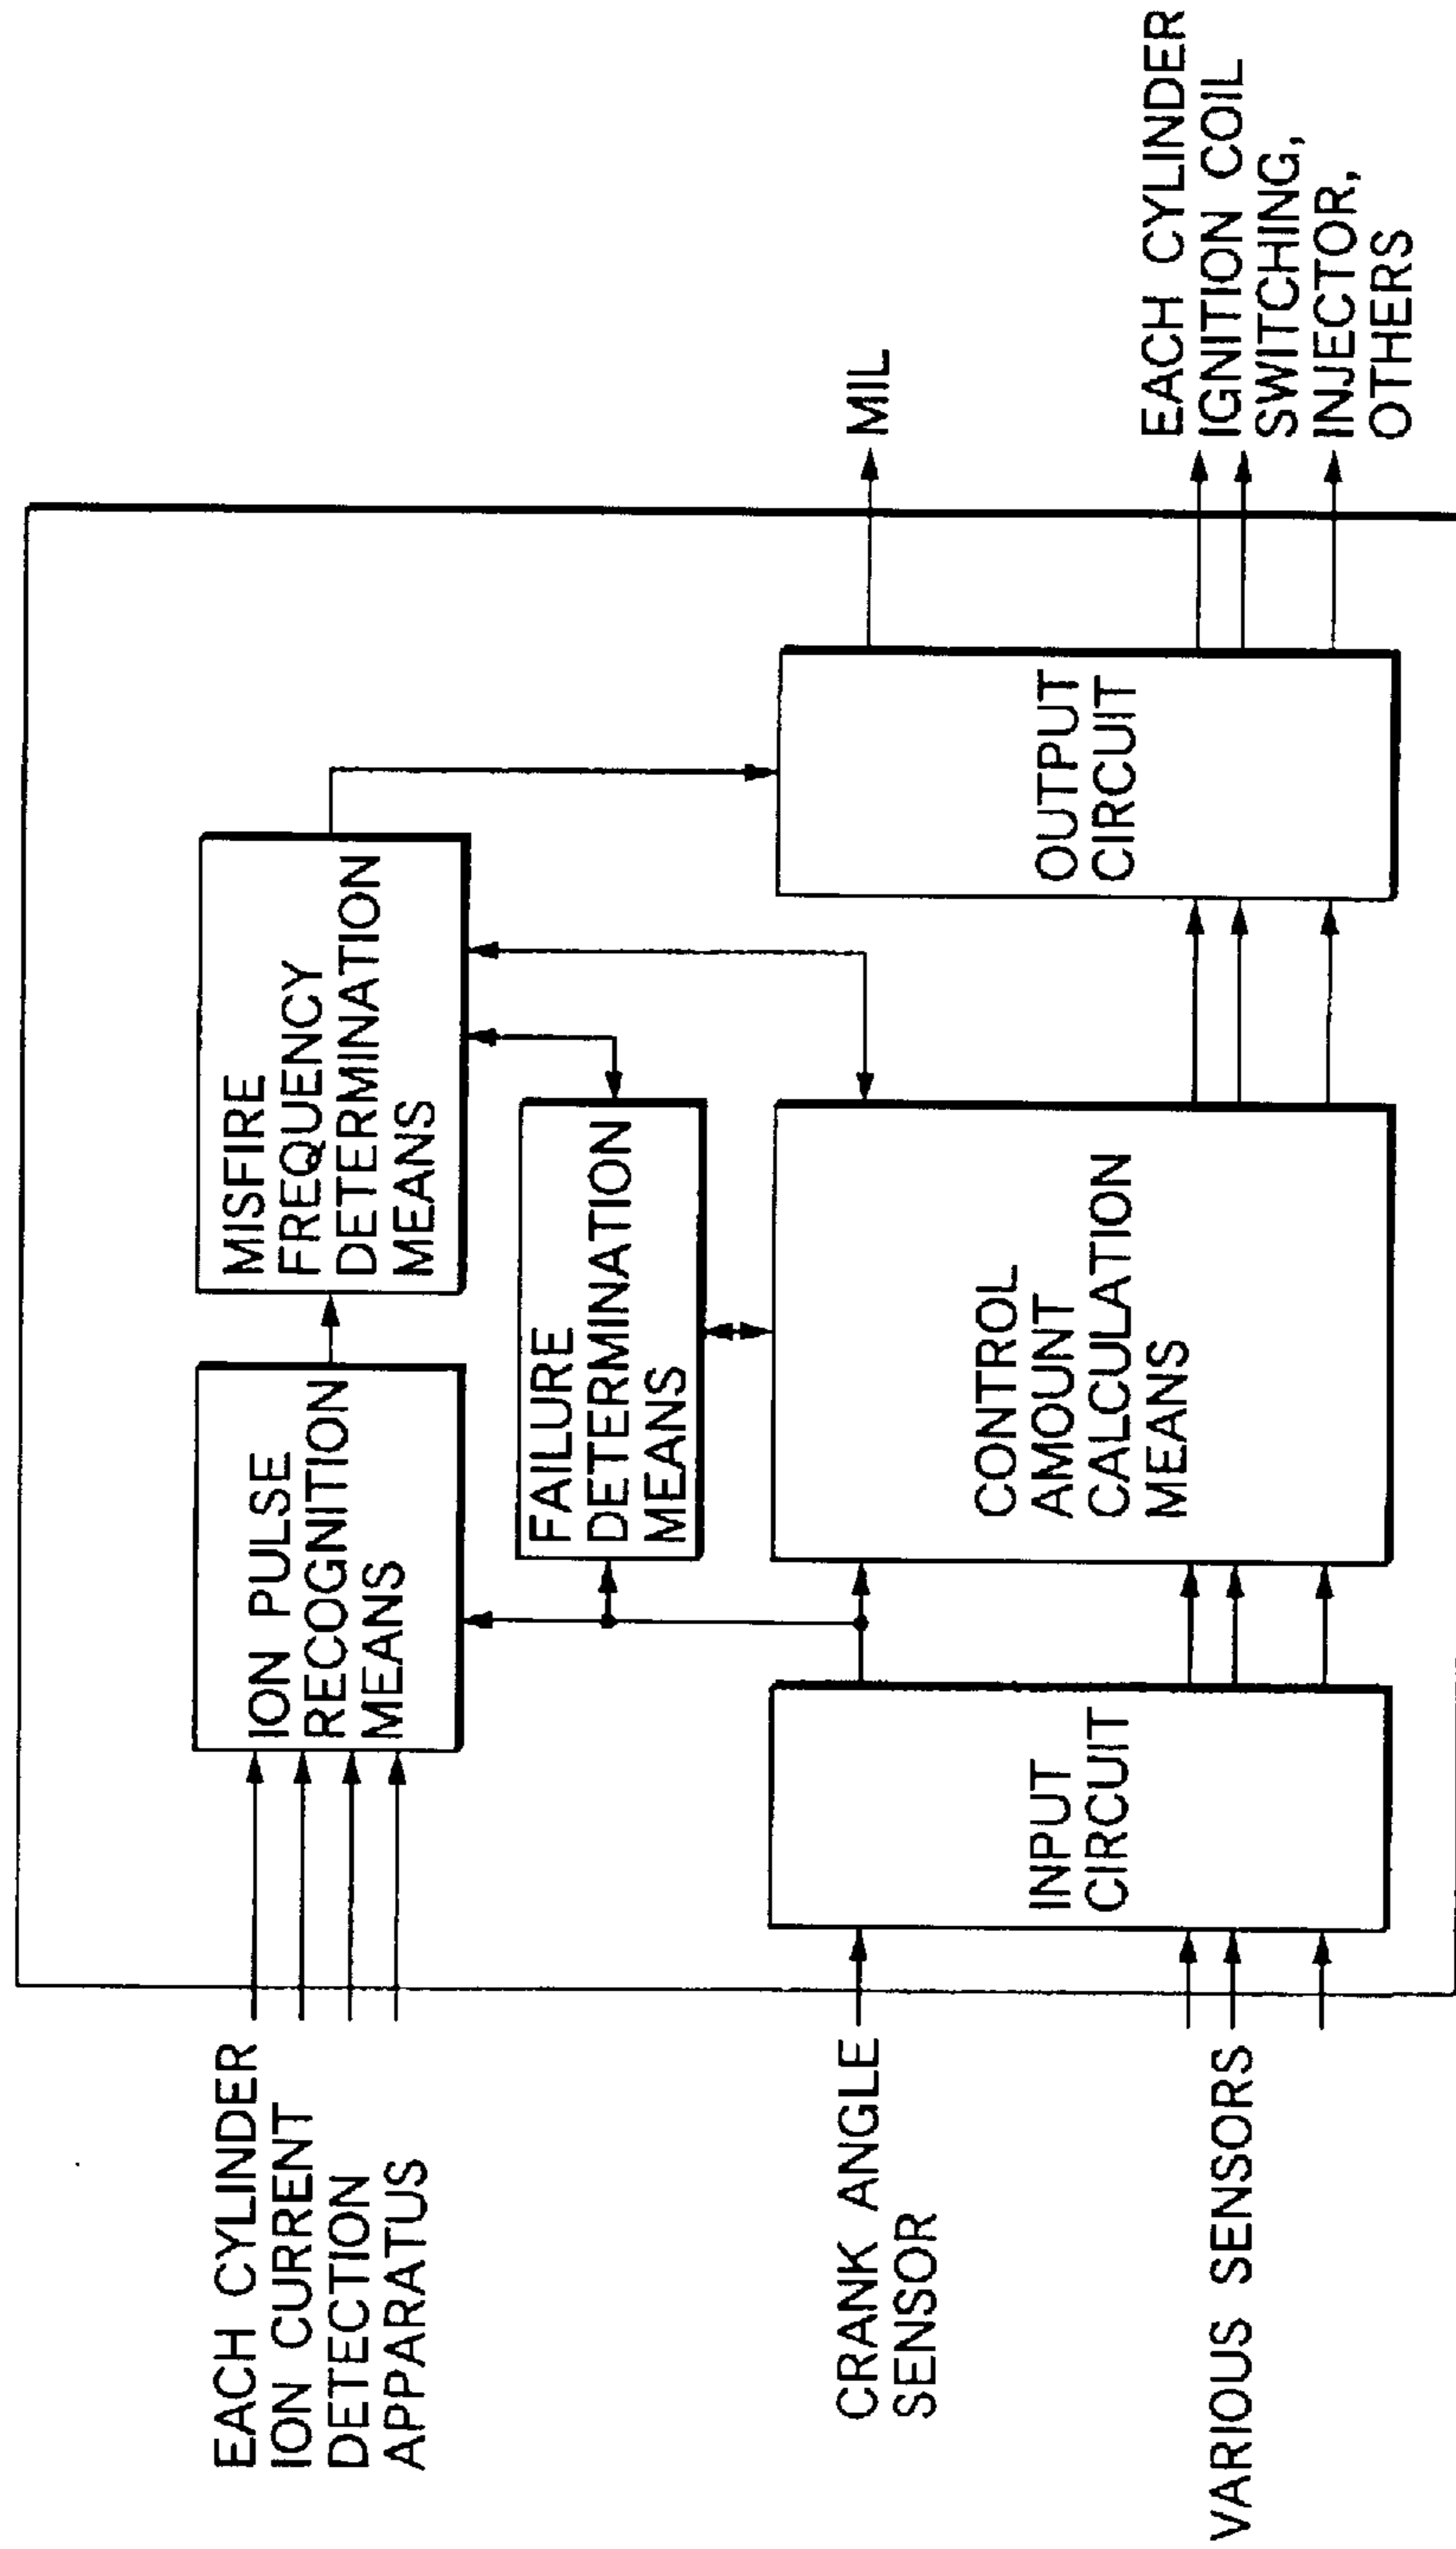 EACH CYLINDER
ION CURRENT
DETECTION
APPARATUS
ION PULSE
RECOGNITION
MEANS
MISFIRE
FREQUENCY
DETERMINATION
MEANS
FAILURE
DETERMINATION
MEANS
CRANK ANGLE
SENSOR
VARIOUS SENSORS
INPUT
CIRCUIT
CONTROL
AMOUNT
CALCULATION
MEANS
OUTPUT
CIRCUIT
MIL
EACH CYLINDER
IGNITION COIL
SWITCHING,
INJECTOR,
OTHERS